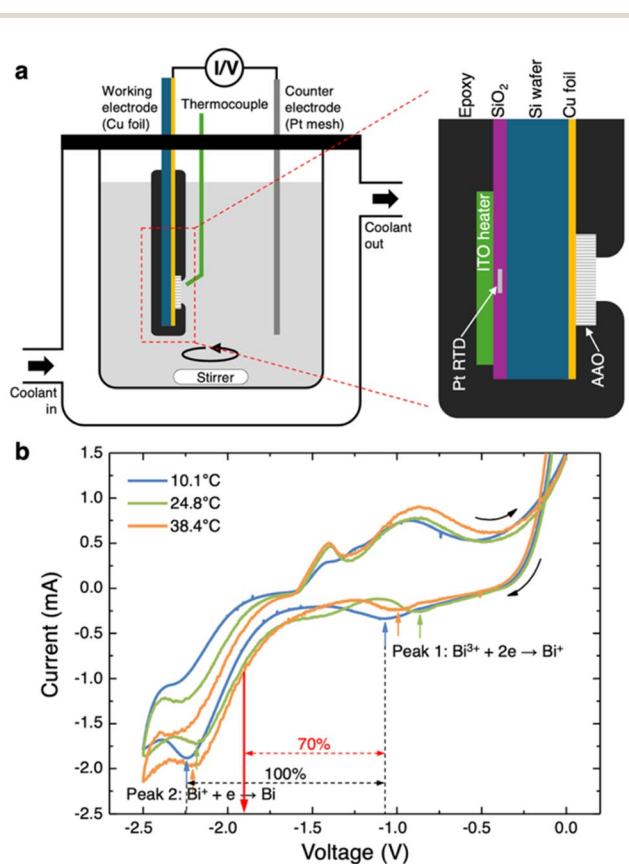 a
I/V
Working
electrode
(Cu foil)
Thermocouple
Counter
electrode
(Pt mesh)
Coolant
out
Coolant
in
Stirrer
Epoxy
SiO₂
Si wafer
Cu foil
ITO heater
Pt RTD
AAO
b
10.1°C
24.8°C
38.4°C
Peak 1: Bi³⁺ + 2e → Bi⁺
70%
100%
Peak 2: Bi⁺ + e → Bi
Current (mA)
1.5
1.0
0.5
0.0
-0.5
-1.0
-1.5
-2.0
-2.5
-2.5 -2.0 -1.5 -1.0 -0.5 0.0
Voltage (V)